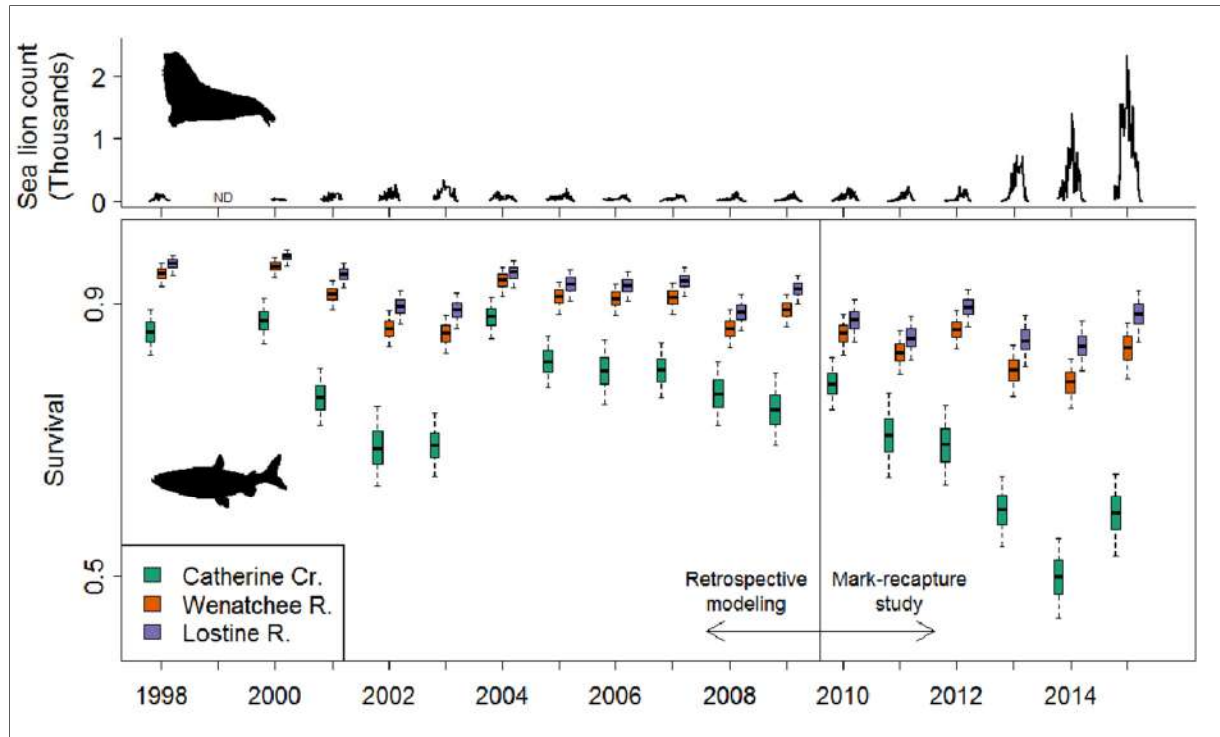 Sea lion count
(Thousands)
2
1
0
ND
Survival
0.9
0.5
Catherine Cr.
Wenatchee R.
Lostine R.
Retrospective
modeling
Mark-recapture
study
1998
2000
2002
2004
2006
2008
2010
2012
2014